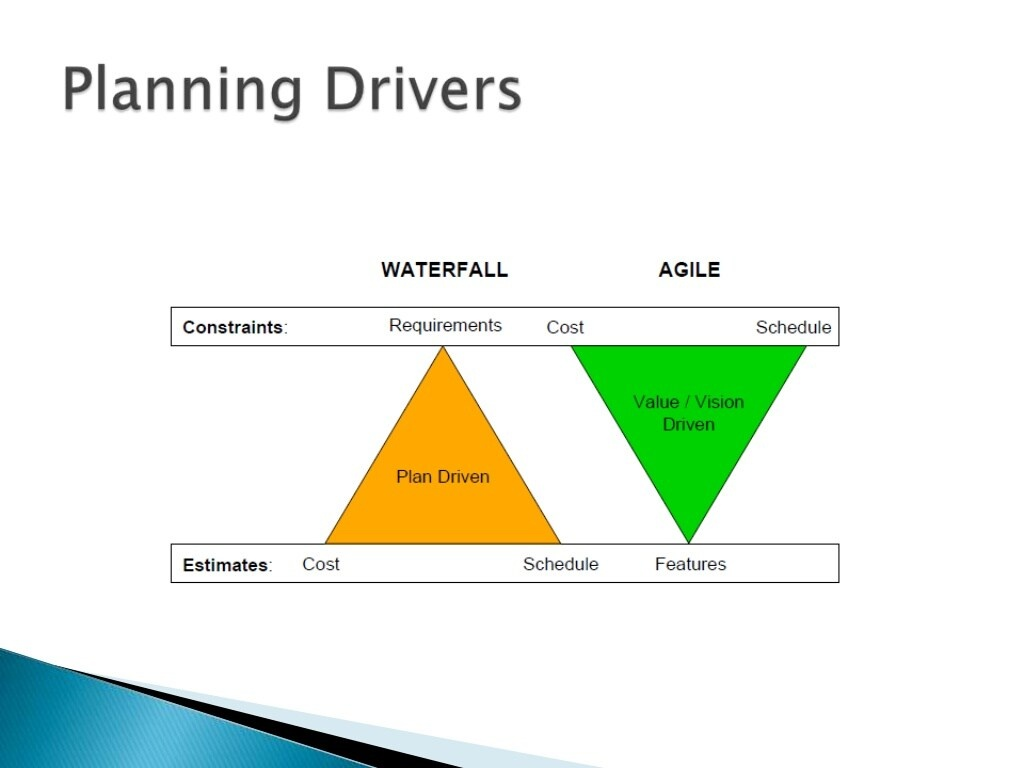 Planning Drivers
WATERFALL AGILE
Constraints: Requirements Cost Schedule
Value / Vision
Driven
Plan Driven
Estimates: Cost Schedule Features